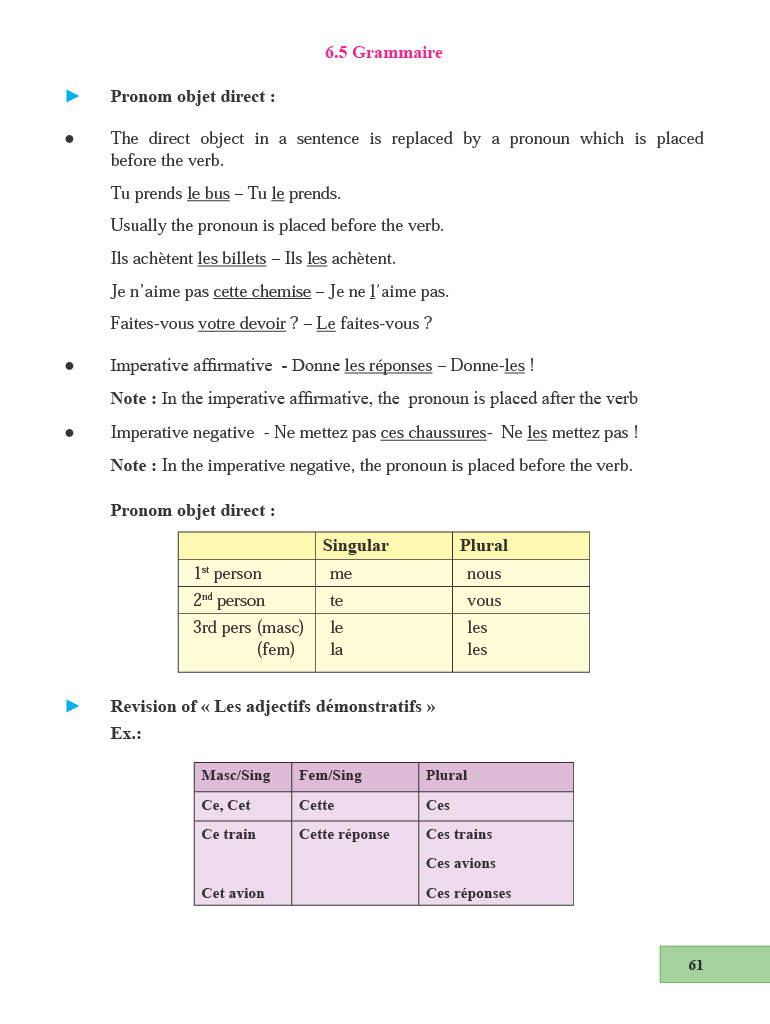 6.5 Grammaire
► Pronom objet direct :
● The direct object in a sentence is replaced by a pronoun which is placed
before the verb.
Tu prends le bus – Tu le prends.
Usually the pronoun is placed before the verb.
Ils achètent les billets – Ils les achètent.
Je n’aime pas cette chemise – Je ne l’aime pas.
Faites-vous votre devoir ? – Le faites-vous ?
● Imperative affirmative - Donne les réponses – Donne-les !
Note : In the imperative affirmative, the pronoun is placed after the verb
● Imperative negative - Ne mettez pas ces chaussures- Ne les mettez pas !
Note : In the imperative negative, the pronoun is placed before the verb.
Pronom objet direct :
Singular Plural
1st person me nous
2nd person te vous
3rd pers (masc) le les
(fem) la les
► Revision of « Les adjectifs démonstratifs »
Ex.:
Masc/Sing Fem/Sing Plural
Ce, Cet Cette Ces
Ce train Cette réponse Ces trains
Ces avions
Cet avion Ces réponses
61